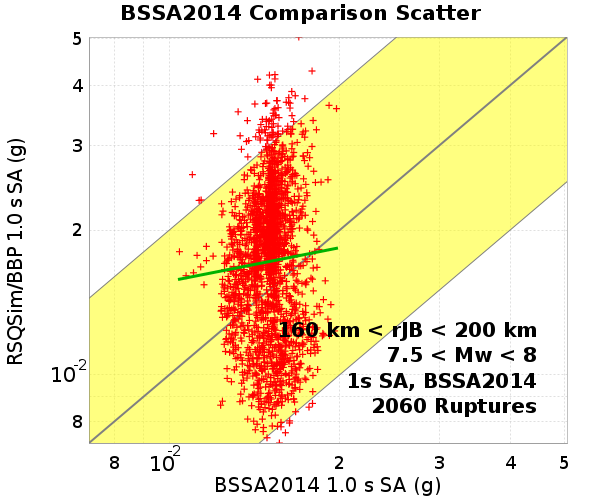 BSSA2014 Comparison Scatter
RSQSim/BBP 1.0 s SA (g)
5
4
3
2
10-2
8
160 km < rJB < 200 km
7.5 < Mw < 8
1s SA, BSSA2014
2060 Ruptures
8 10-2 2 3 4 5
BSSA2014 1.0 s SA (g)